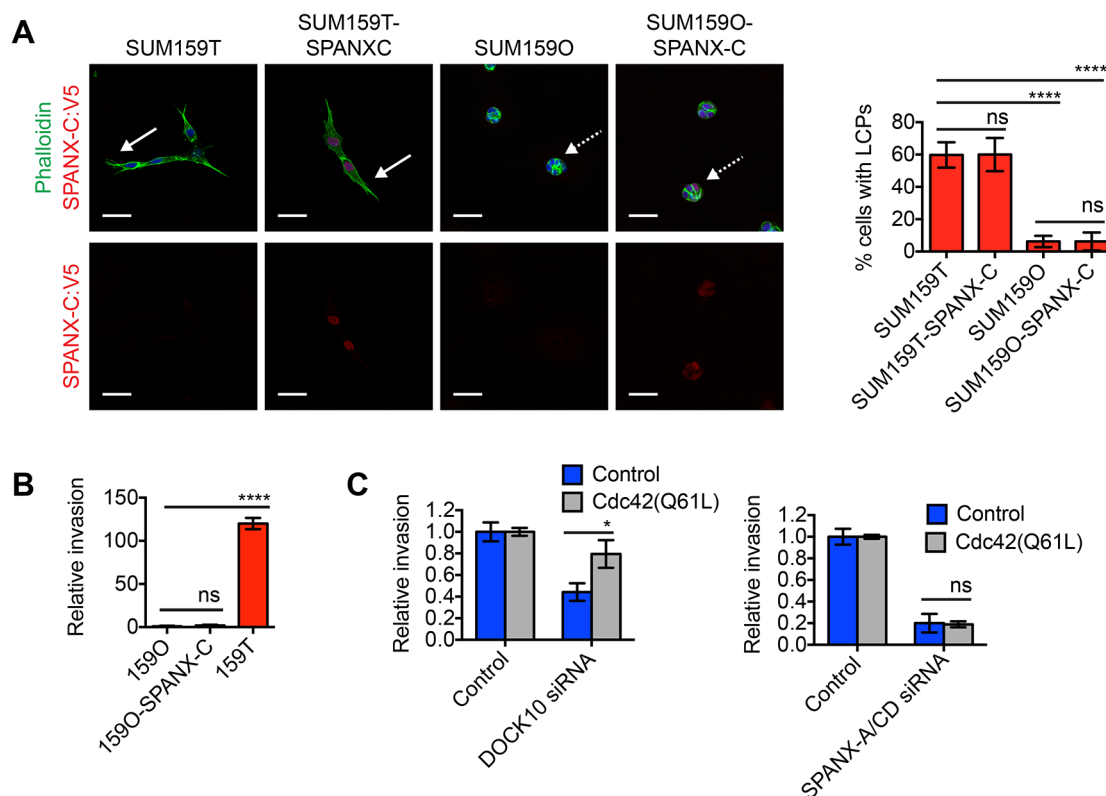 A
SUM159T
SUM159T-
SPANXC
SUM159O
SUM159O-
SPANX-C
Phalloidin
SPANX-C:V5
SPANX-C:V5
****
****
ns
ns
% cells with LCPs
80
60
40
20
0
SUM159T
SUM159T-SPANX-C
SUM159O
SUM159O-SPANX-C
B
Relative invasion
150
100
50
0
****
ns
159O
159O-SPANX-C
159T
C
Control
Cdc42(Q61L)
Relative invasion
1.2
1.0
0.8
0.6
0.4
0.2
0.0
*
Control
DOCK10 siRNA
Control
Cdc42(Q61L)
Relative invasion
1.2
1.0
0.8
0.6
0.4
0.2
0.0
ns
Control
SPANX-A/CD siRNA